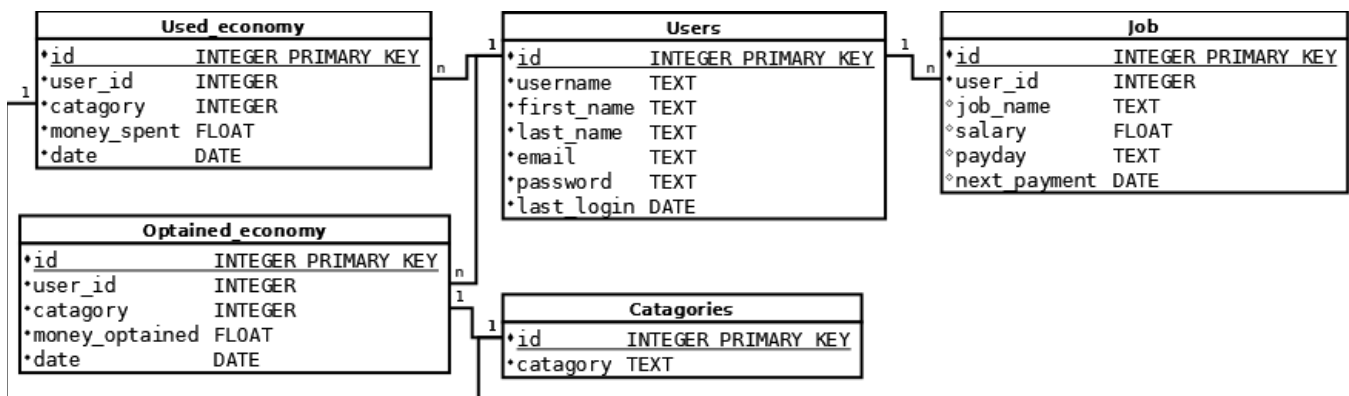 Used_economy
id INTEGER PRIMARY KEY
user_id INTEGER
catagory INTEGER
money_spent FLOAT
date DATE
1
n
Users
1
id INTEGER PRIMARY KEY
username TEXT
first_name TEXT
last_name TEXT
email TEXT
password TEXT
last_login DATE
1
n
Job
id INTEGER PRIMARY KEY
user_id INTEGER
job_name TEXT
salary FLOAT
payday TEXT
next_payment DATE
Optained_economy
id INTEGER PRIMARY KEY
user_id INTEGER
catagory INTEGER
money_optained FLOAT
date DATE
n
1
1
Catagories
id INTEGER PRIMARY KEY
catagory TEXT